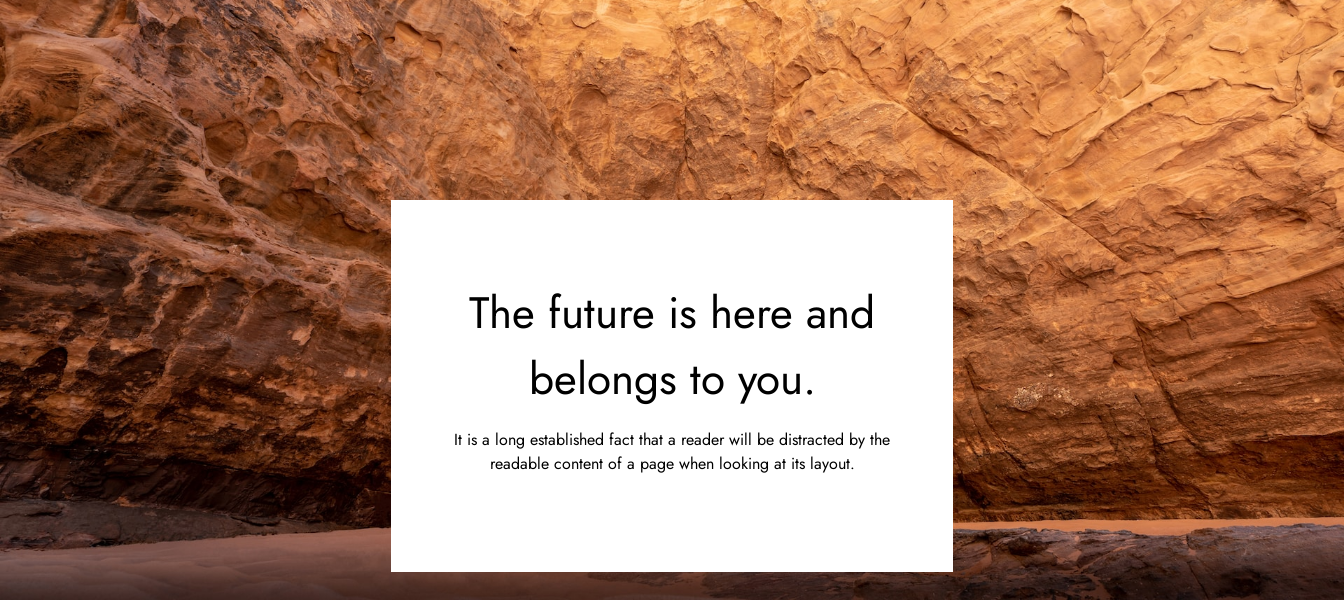 The future is here and
belongs to you.
It is a long established fact that a reader will be distracted by the
readable content of a page when looking at its layout.